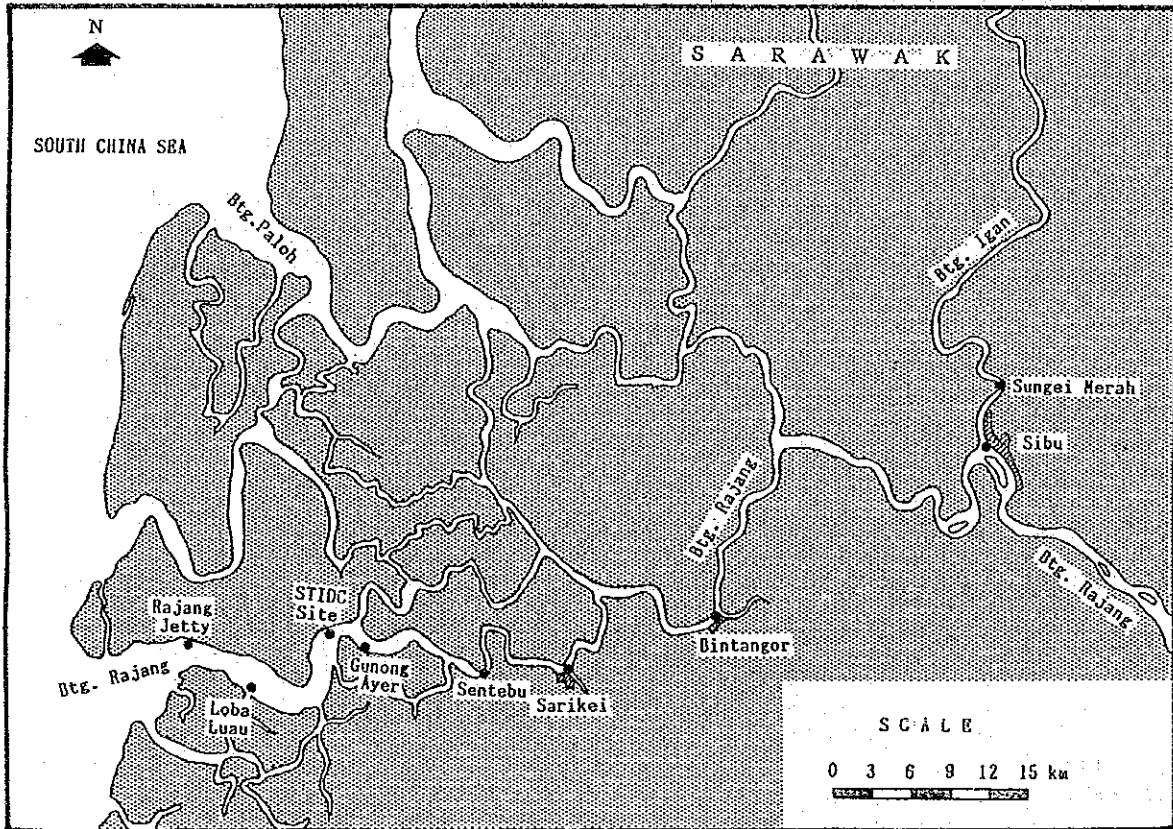 N
S A R A W A K
SOUTH CHINA SEA
Btg. Paloh
Btg. Igan
Sungei Merah
Sibu
Btg. Rajang
Btg. Rajang
STIDC
Site
Rajang
Jetty
Btg. Rajang
Gunong
Ayer
Loba
Luau
Sentebu
Sarikei
Bintangor
S C A L E
0 3 6 9 12 15 km